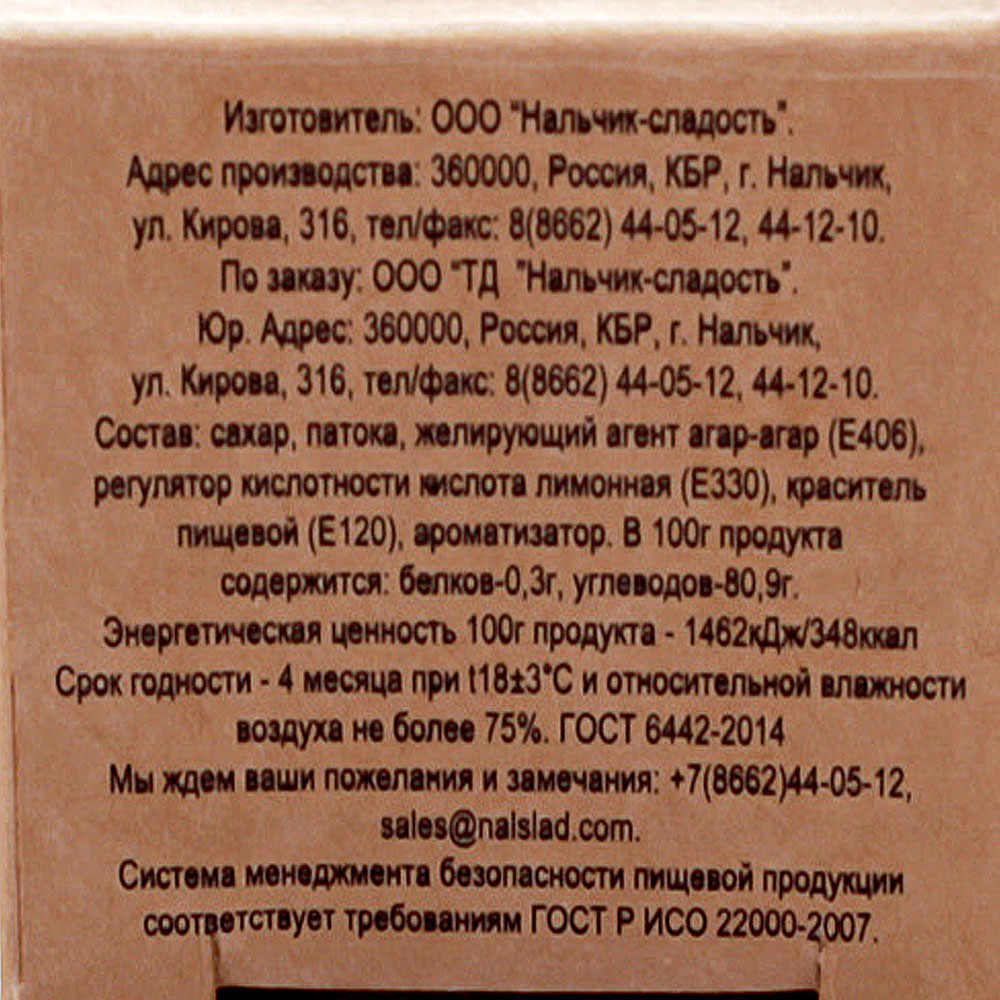 Изготовитель: ООО "Нальчик-сладость".
Адрес производства: 360000, Россия, КБР, г. Нальчик,
ул. Кирова, 316, тел/факс: 8(8662) 44-05-12, 44-12-10.
По заказу: ООО "ТД "Нальчик-сладость".
Юр. Адрес: 360000, Россия, КБР, г. Нальчик,
ул. Кирова, 316, тел/факс: 8(8662) 44-05-12, 44-12-10.
Состав: сахар, патока, желирующий агент агар-агар (Е406),
регулятор кислотности кислота лимонная (Е330), краситель
пищевой (Е120), ароматизатор. В 100г продукта
содержится: белков-0,3г, углеводов-80,9г.
Энергетическая ценность 100г продукта - 1462кДж/348ккал
Срок годности - 4 месяца при t18±3°С и относительной влажности
воздуха не более 75%. ГОСТ 6442-2014
Мы ждем ваши пожелания и замечания: +7(8662)44-05-12,
sales@nalslad.com.
Система менеджмента безопасности пищевой продукции
соответствует требованиям ГОСТ Р ИСО 22000-2007.